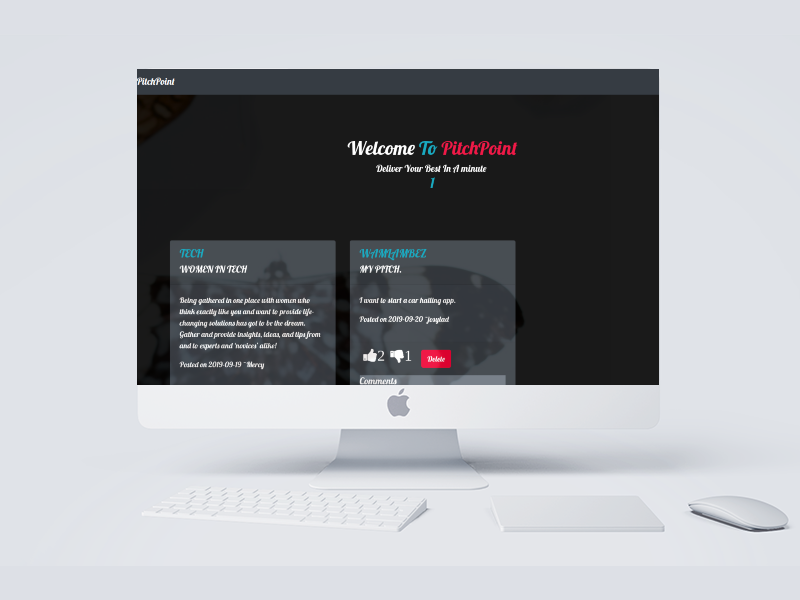 PitchPoint
Welcome To PitchPoint
Deliver Your Best In A minute
1
TECH
WOMEN IN TECH
Being gathered in one place with women who
think exactly like you and want to provide life-
changing solutions has got to be the dream.
Gather and provide insights, ideas, and tips from
and to experts and 'novices' alike!
Posted on 2019-09-19 ~Mercy
WAMLAMBEZ
MY PITCH.
I want to start a car hailing app.
Posted on 2019-09-20 ~josylad
2 1 Delete
Comments